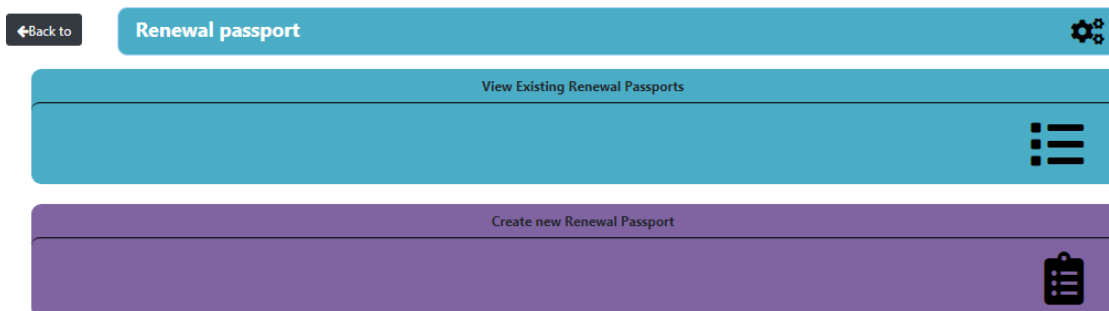 Back to
Renewal passport
View Existing Renewal Passports
Create new Renewal Passport